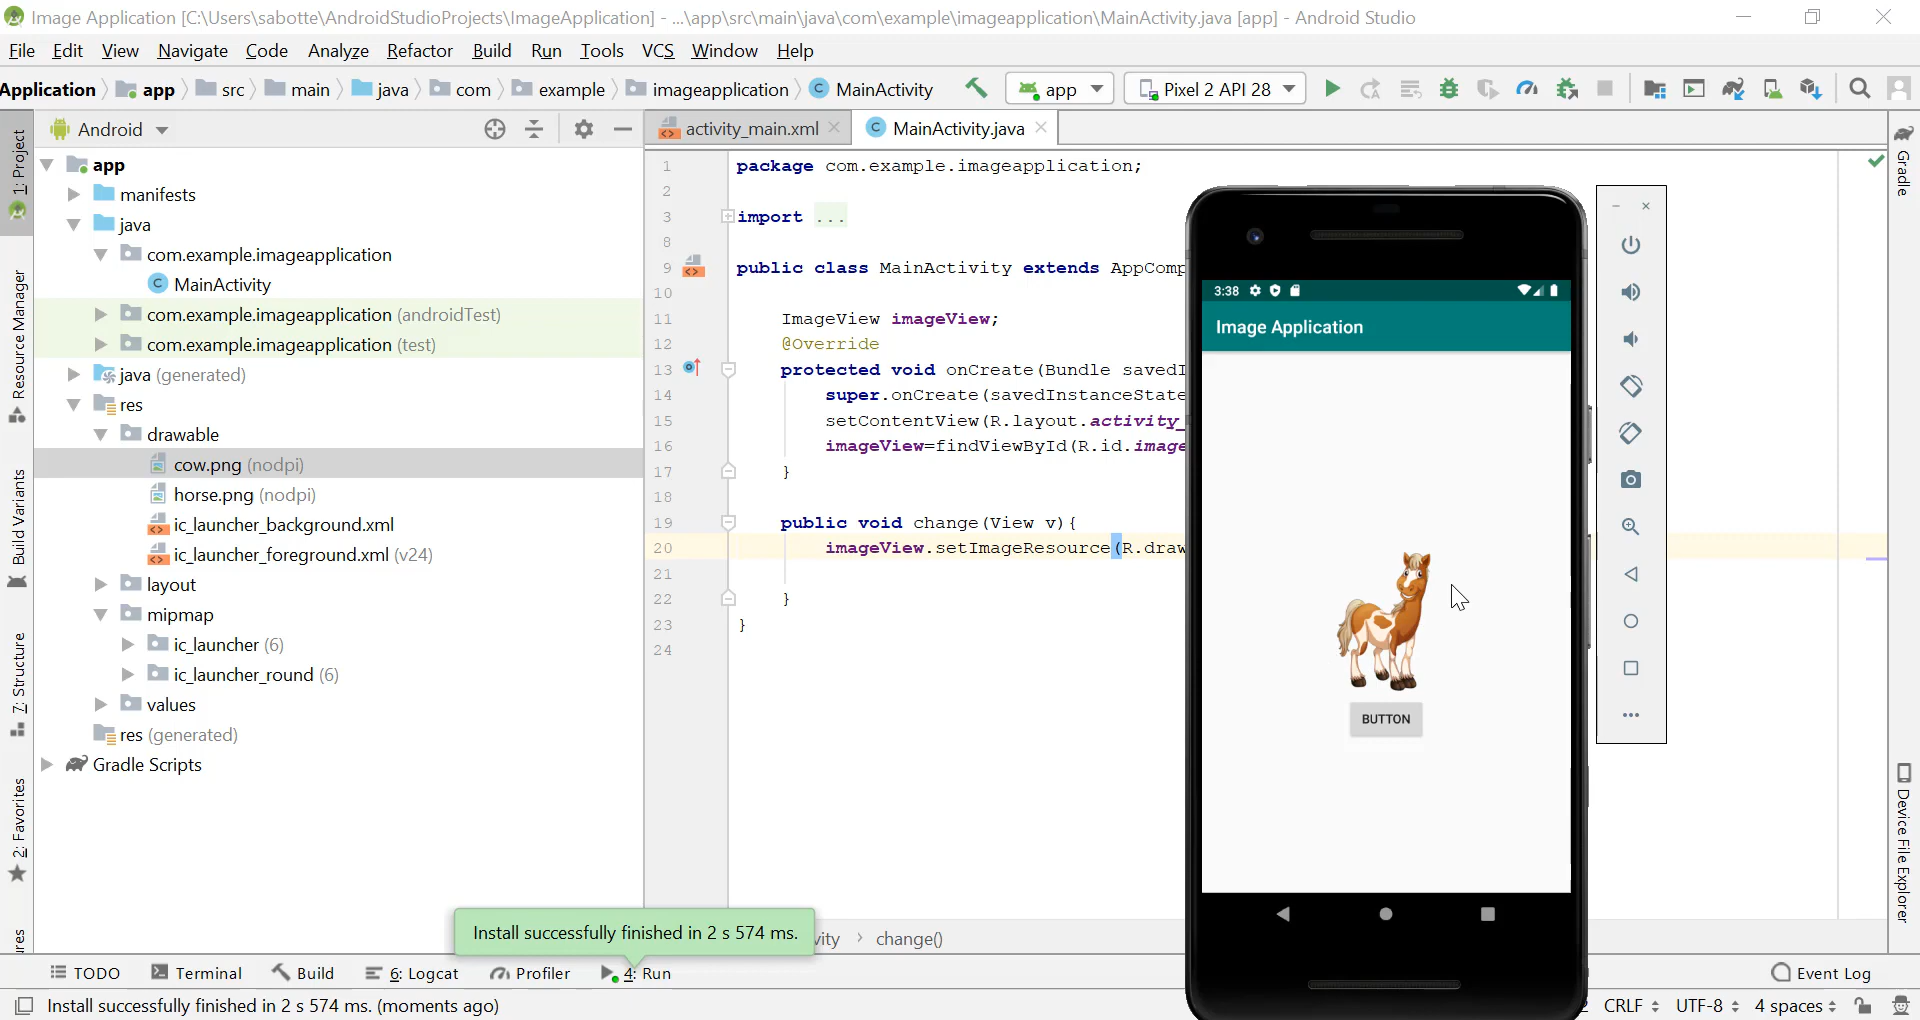 Image Application [C:\Users\sabotte\AndroidStudioProjects\ImageApplication] - ...\app\src\main\java\com\example\imageapplication\MainActivity.java [app] - Android Studio
File Edit View Navigate Code Analyze Refactor Build Run Tools VCS Window Help
Application app src main java com example imageapplication MainActivity app Pixel 2 API 28
Android
activity_main.xml MainActivity.java
1: Project
Resource Manager
Build Variants
7: Structure
2: Favorites
app
manifests
java
com.example.imageapplication
MainActivity
com.example.imageapplication (androidTest)
com.example.imageapplication (test)
java (generated)
res
drawable
cow.png (nodpi)
horse.png (nodpi)
ic_launcher_background.xml
ic_launcher_foreground.xml (v24)
layout
mipmap
ic_launcher (6)
ic_launcher_round (6)
values
res (generated)
Gradle Scripts
1 package com.example.imageapplication;
2
3 import ...
8
9 public class MainActivity extends AppComp
10
11 ImageView imageView;
12 @Override
13 protected void onCreate(Bundle savedI
14 super.onCreate(savedInstanceState
15 setContentView(R.layout.activity_
16 imageView=findViewById(R.id.image
17 }
18
19 public void change(View v){
20 imageView.setImageResource(R.draw
21
22 }
23 }
24
3:38
Image Application
BUTTON
Gradle
Device File Explorer
Install successfully finished in 2 s 574 ms.
vity > change()
TODO Terminal Build 6: Logcat Profiler 4: Run Event Log
Install successfully finished in 2 s 574 ms. (moments ago) CRLF UTF-8 4 spaces